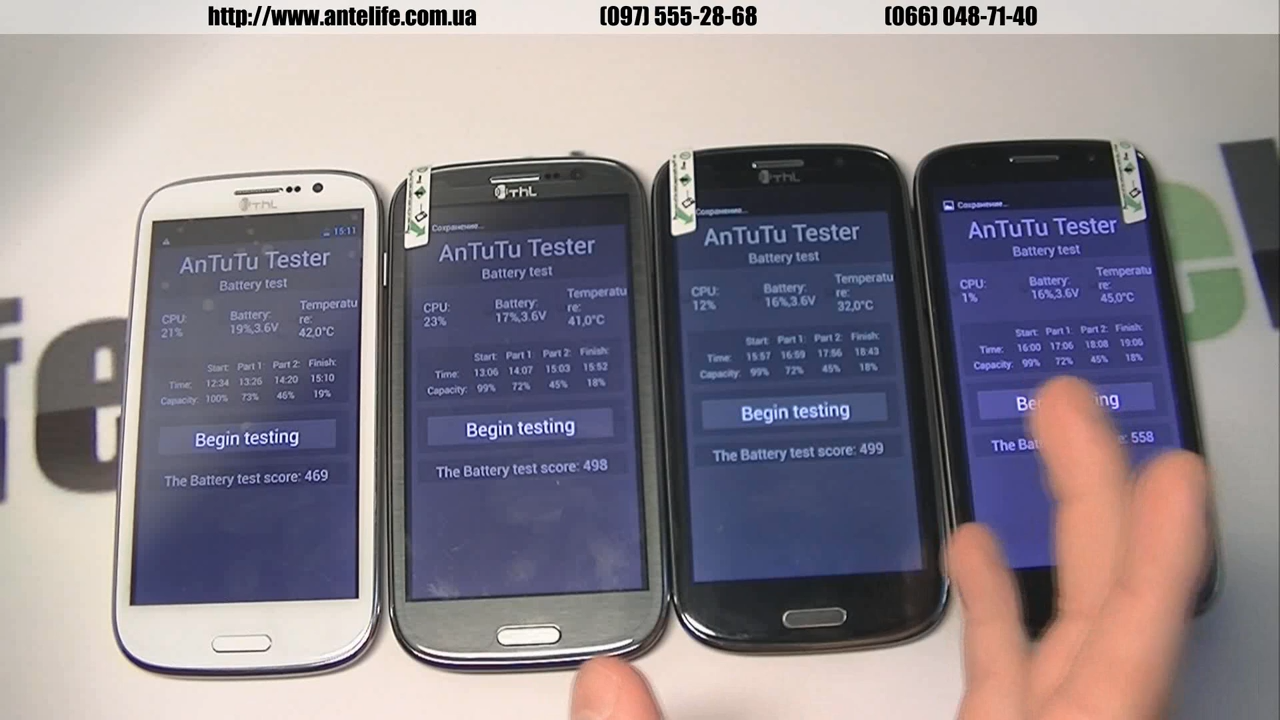 http://www.antelife.com.ua (097) 555-28-68 (066) 048-71-40
THL
15:11
AnTuTu Tester
Battery test
CPU: 21% Battery: 19%,3.6V Temperatu re: 42,0°C
Start: Part 1: Part 2: Finish:
Time: 12:34 13:26 14:20 15:10
Capacity: 100% 73% 46% 19%
Begin testing
The Battery test score: 469
THL
Сохранение...
AnTuTu Tester
Battery test
CPU: 23% Battery: 17%,3.6V Temperatu re: 41,0°C
Start: Part 1: Part 2: Finish:
Time: 13:06 14:07 15:03 15:52
Capacity: 99% 72% 45% 18%
Begin testing
The Battery test score: 498
THL
Сохранение...
AnTuTu Tester
Battery test
CPU: 12% Battery: 16%,3.6V Temperatu re: 32,0°C
Start: Part 1: Part 2: Finish:
Time: 15:57 16:59 17:56 18:43
Capacity: 99% 72% 45% 18%
Begin testing
The Battery test score: 499
Сохранение...
AnTuTu Tester
Battery test
CPU: 1% Battery: 16%,3.6V Temperatu re: 45,0°C
Start: Part 1: Part 2: Finish:
Time: 16:00 17:06 18:08 19:06
Capacity: 99% 72% 45% 18%
The 558